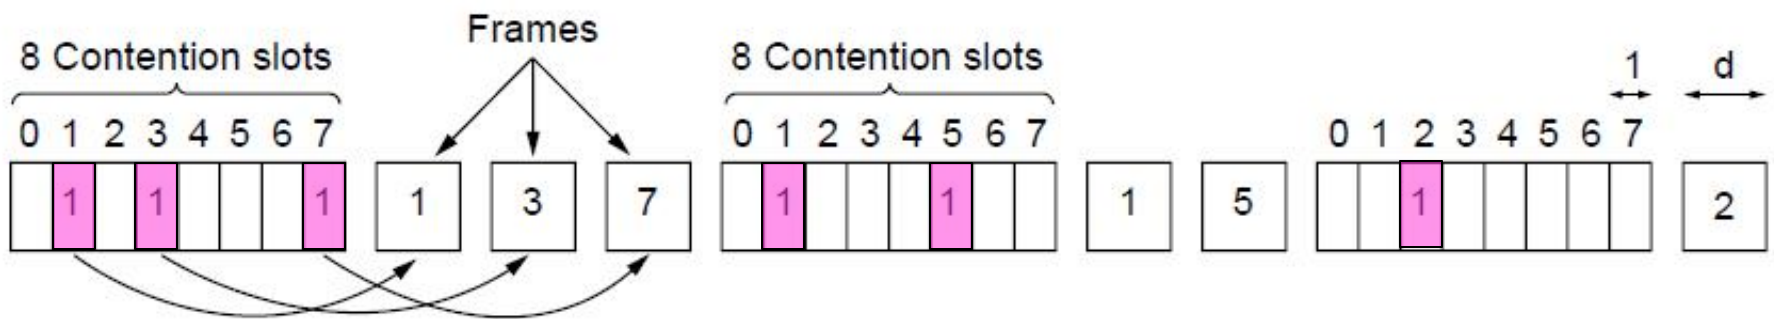 Frames
8 Contention slots 8 Contention slots 1 d
0 1 2 3 4 5 6 7 0 1 2 3 4 5 6 7 0 1 2 3 4 5 6 7
1 1 1 1 3 7 1 1 1 5 1 2